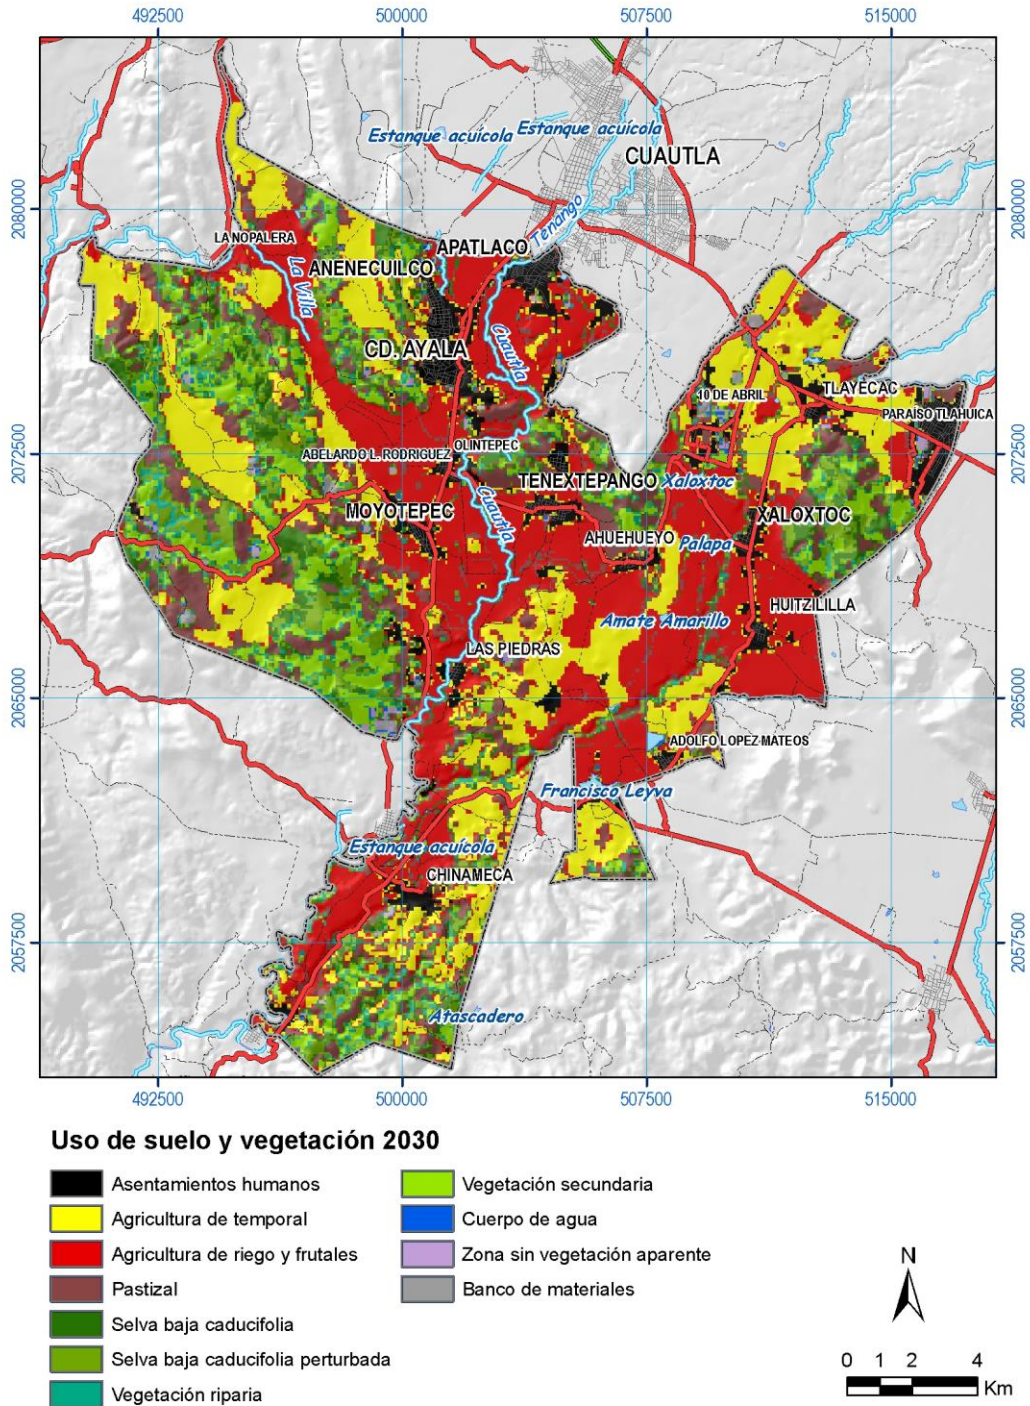 492500
500000
507500
515000
Estanque acuícola
Estanque acuícola
CUAUTLA
2080000
2080000
Tenango
LA NOPALERA
APATLACO
ANENECUILCO
La Villa
Cuautla
CD. AYALA
10 DE ABRIL
TLAYECAC
PARAÍSO TLAHUICA
2072500
2072500
OLINTEPEC
ABELARDO L. RODRIGUEZ
TENEXTEPANGO
Xaloxtoc
MOYOTEPEC
Cuautla
XALOXTOC
AHUEHUEYO
Palapa
HUITZILILLA
Amate Amarillo
LAS PIEDRAS
2065000
2065000
ADOLFO LOPEZ MATEOS
Francisco Leyva
Estanque acuícola
CHINAMECA
2057500
2057500
Atascadero
492500
500000
507500
515000
Uso de suelo y vegetación 2030
Asentamientos humanos
Agricultura de temporal
Agricultura de riego y frutales
Pastizal
Selva baja caducifolia
Selva baja caducifolia perturbada
Vegetación riparia
Vegetación secundaria
Cuerpo de agua
Zona sin vegetación aparente
Banco de materiales
N
0 1 2 4
Km